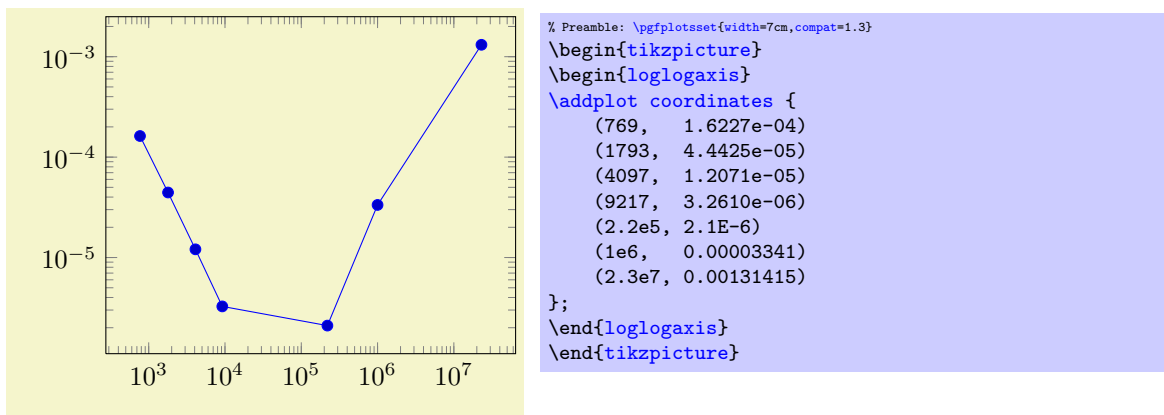 10^{-3}
10^{-4}
10^{-5}
10^{3} 10^{4} 10^{5} 10^{6} 10^{7}
% Preamble: \pgfplotsset{width=7cm,compat=1.3}
\begin{tikzpicture}
\begin{loglogaxis}
\addplot coordinates {
    (769,   1.6227e-04)
    (1793,  4.4425e-05)
    (4097,  1.2071e-05)
    (9217,  3.2610e-06)
    (2.2e5, 2.1E-6)
    (1e6,   0.00003341)
    (2.3e7, 0.00131415)
};
\end{loglogaxis}
\end{tikzpicture}